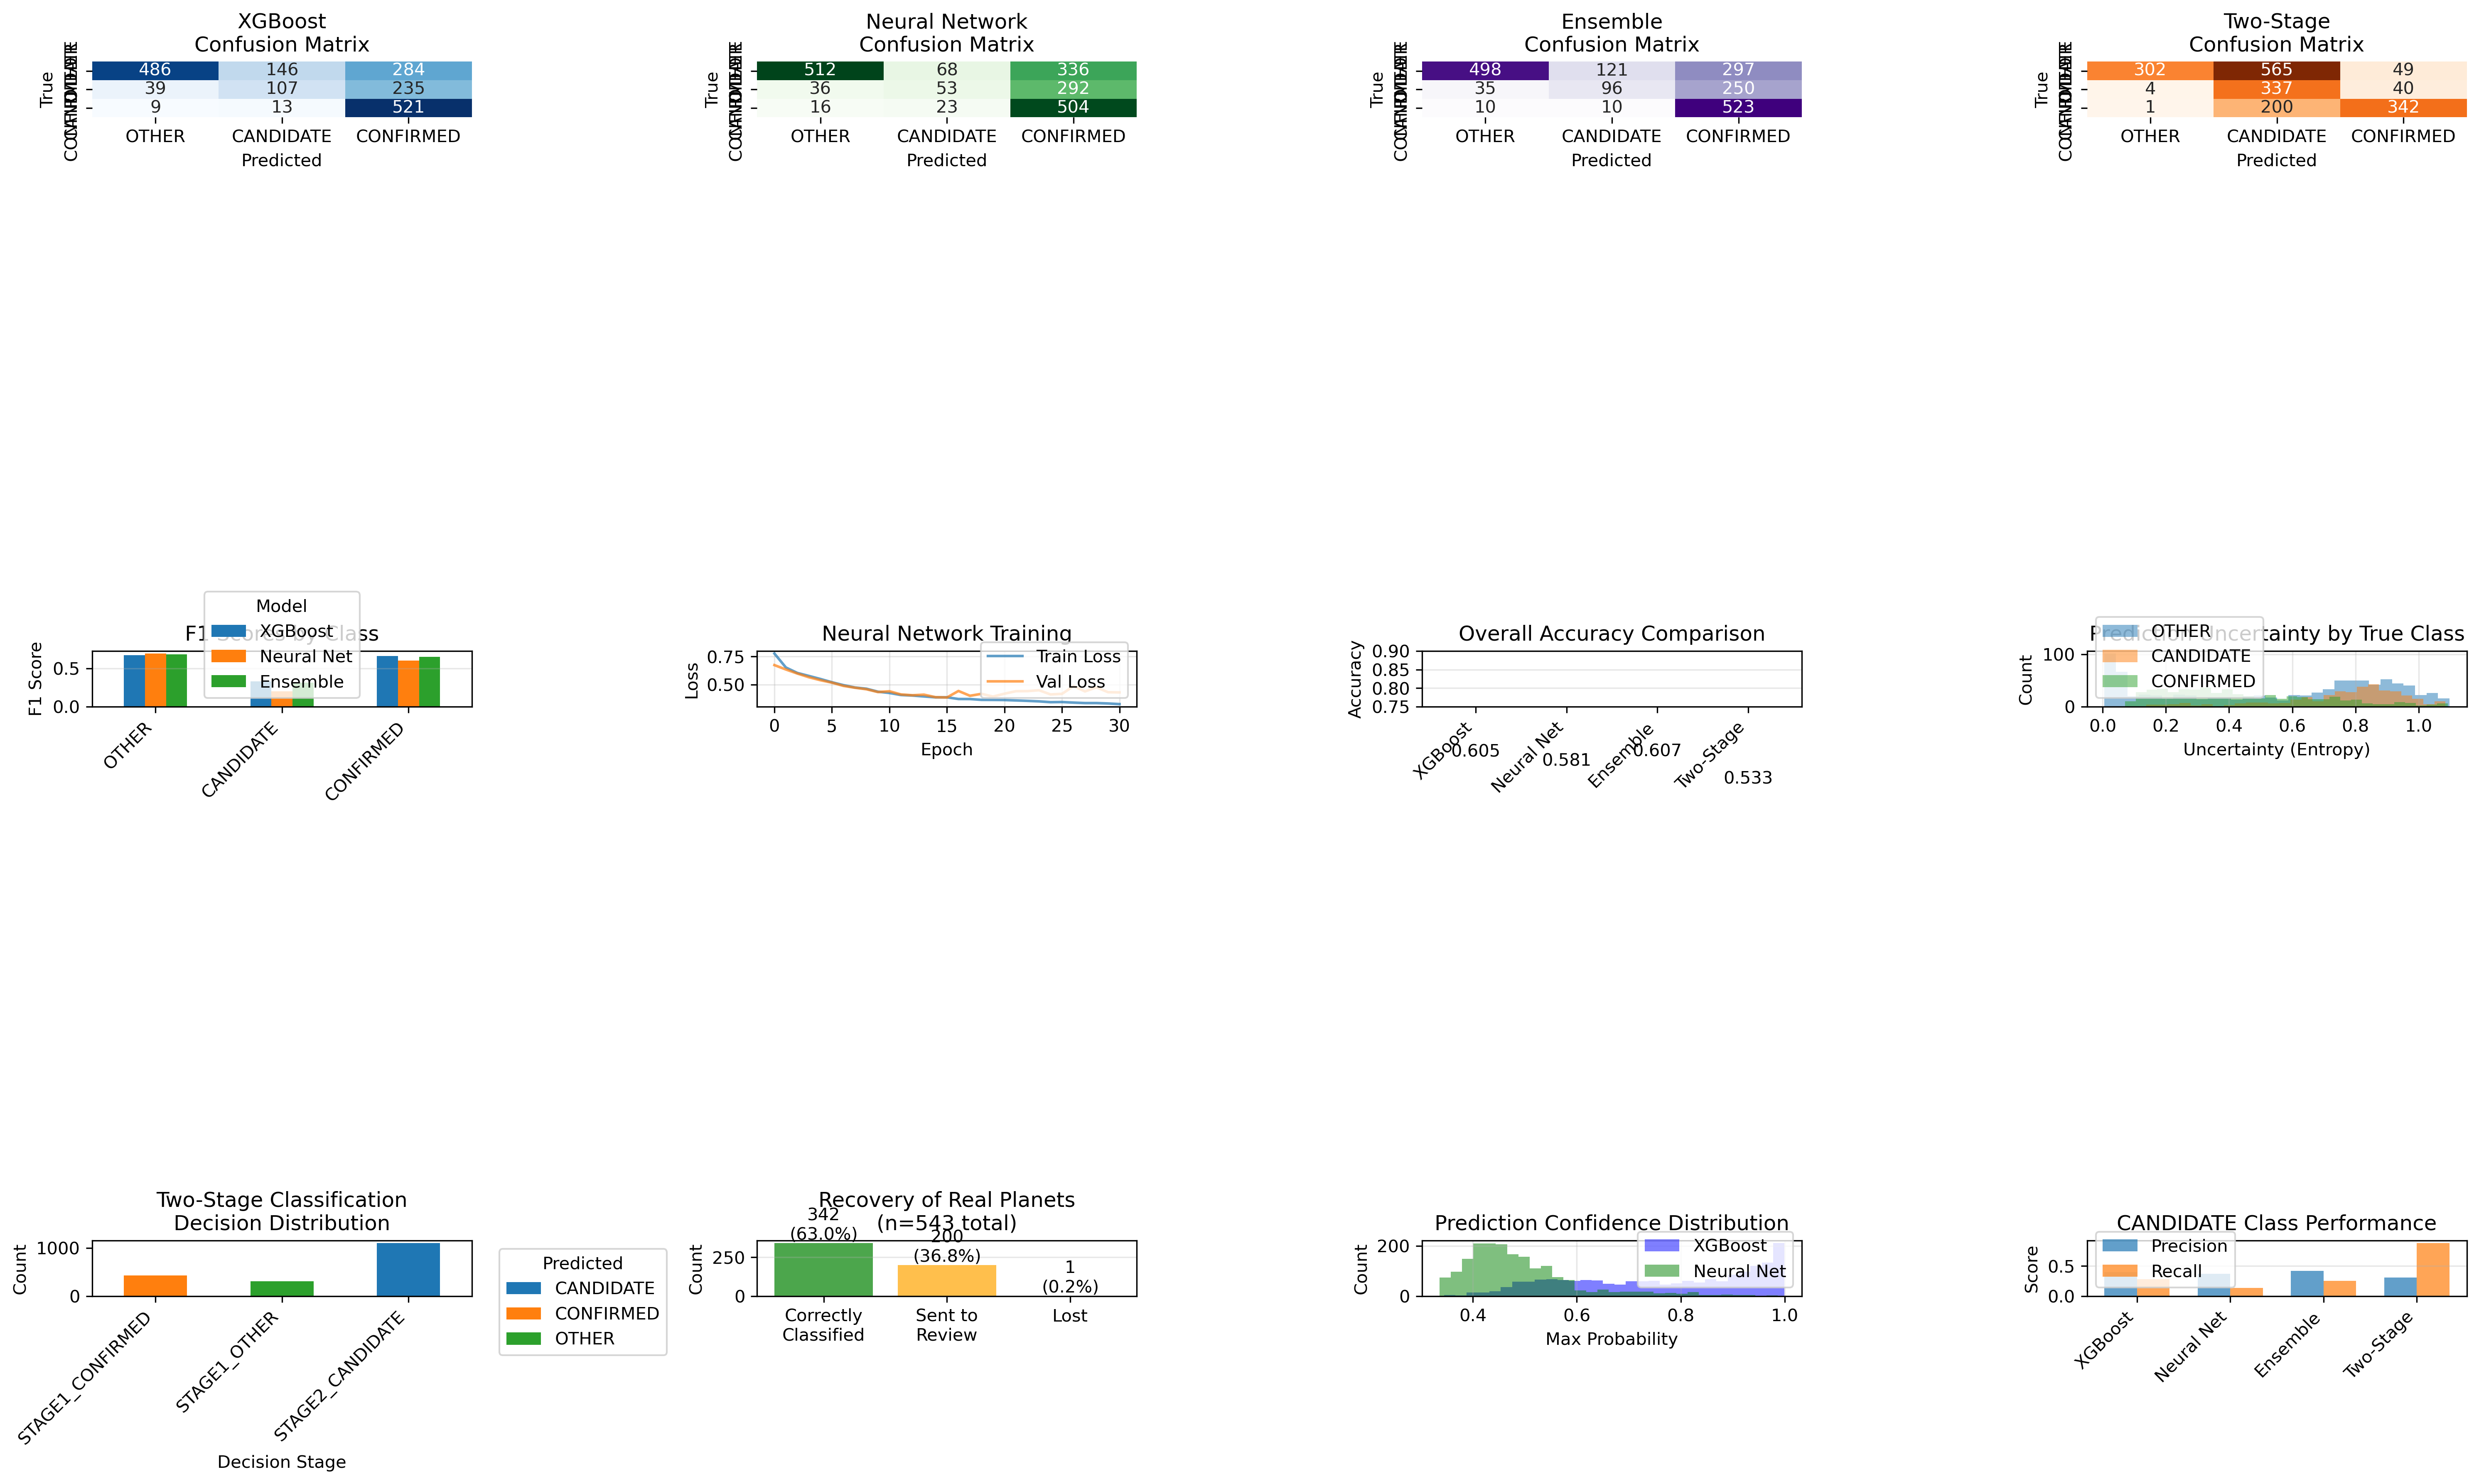 XGBoost
Confusion Matrix
True
486 146 284
39 107 235
9 13 521
OTHER CANDIDATE CONFIRMED
Predicted
Neural Network
Confusion Matrix
True
512 68 336
36 53 292
16 23 504
OTHER CANDIDATE CONFIRMED
Predicted
Ensemble
Confusion Matrix
True
498 121 297
35 96 250
10 10 523
OTHER CANDIDATE CONFIRMED
Predicted
Two-Stage
Confusion Matrix
True
302 565 49
4 337 40
1 200 342
OTHER CANDIDATE CONFIRMED
Predicted
F1 Scores by Class
Model
XGBoost
Neural Net
Ensemble
F1 Score
0.5
0.0
OTHER CANDIDATE CONFIRMED
Neural Network Training
Train Loss
Val Loss
Loss
0.75
0.50
0 5 10 15 20 25 30
Epoch
Overall Accuracy Comparison
Accuracy
0.90
0.85
0.80
0.75
XGBoost Neural Net Ensemble Two-Stage
0.605 0.581 0.607 0.533
Prediction Uncertainty by True Class
OTHER
CANDIDATE
CONFIRMED
Count
100
0
0.0 0.2 0.4 0.6 0.8 1.0
Uncertainty (Entropy)
Two-Stage Classification
Decision Distribution
Count
1000
0
STAGE1_CONFIRMED STAGE1_OTHER STAGE2_CANDIDATE
Decision Stage
Predicted
CANDIDATE
CONFIRMED
OTHER
Recovery of Real Planets
(n=543 total)
342
(63.0%)
200
(36.8%)
1
(0.2%)
Count
250
0
Correctly
Classified
Sent to
Review
Lost
Prediction Confidence Distribution
XGBoost
Neural Net
Count
200
0
0.4 0.6 0.8 1.0
Max Probability
CANDIDATE Class Performance
Precision
Recall
Score
0.5
0.0
XGBoost Neural Net Ensemble Two-Stage